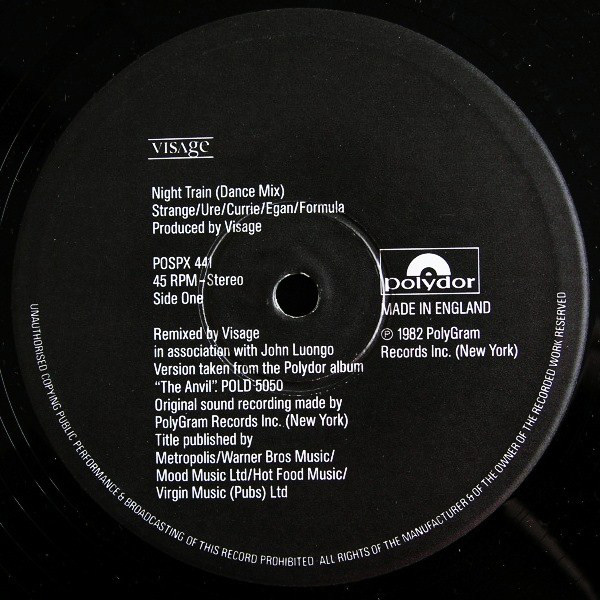 VISAGE
Night Train (Dance Mix)
Strange/Ure/Currie/Egan/Formula
Produced by Visage
POSPX 441
45 RPM-Stereo
Side One
Remixed by Visage
in association with John Luongo
Version taken from the Polydor album
“The Anvil”. POLD 5050
Original sound recording made by
PolyGram Records Inc. (New York)
Title published by
Metropolis/Warner Bros Music/
Mood Music Ltd/Hot Food Music/
Virgin Music (Pubs) Ltd
polydor
MADE IN ENGLAND
℗ 1982 PolyGram
Records Inc. (New York)
UNAUTHORISED COPYING PUBLIC PERFORMANCE & BROADCASTING OF THIS RECORD PROHIBITED ALL RIGHTS OF THE MANUFACTURER & OF THE OWNER OF THE RECORDED WORK RESERVED